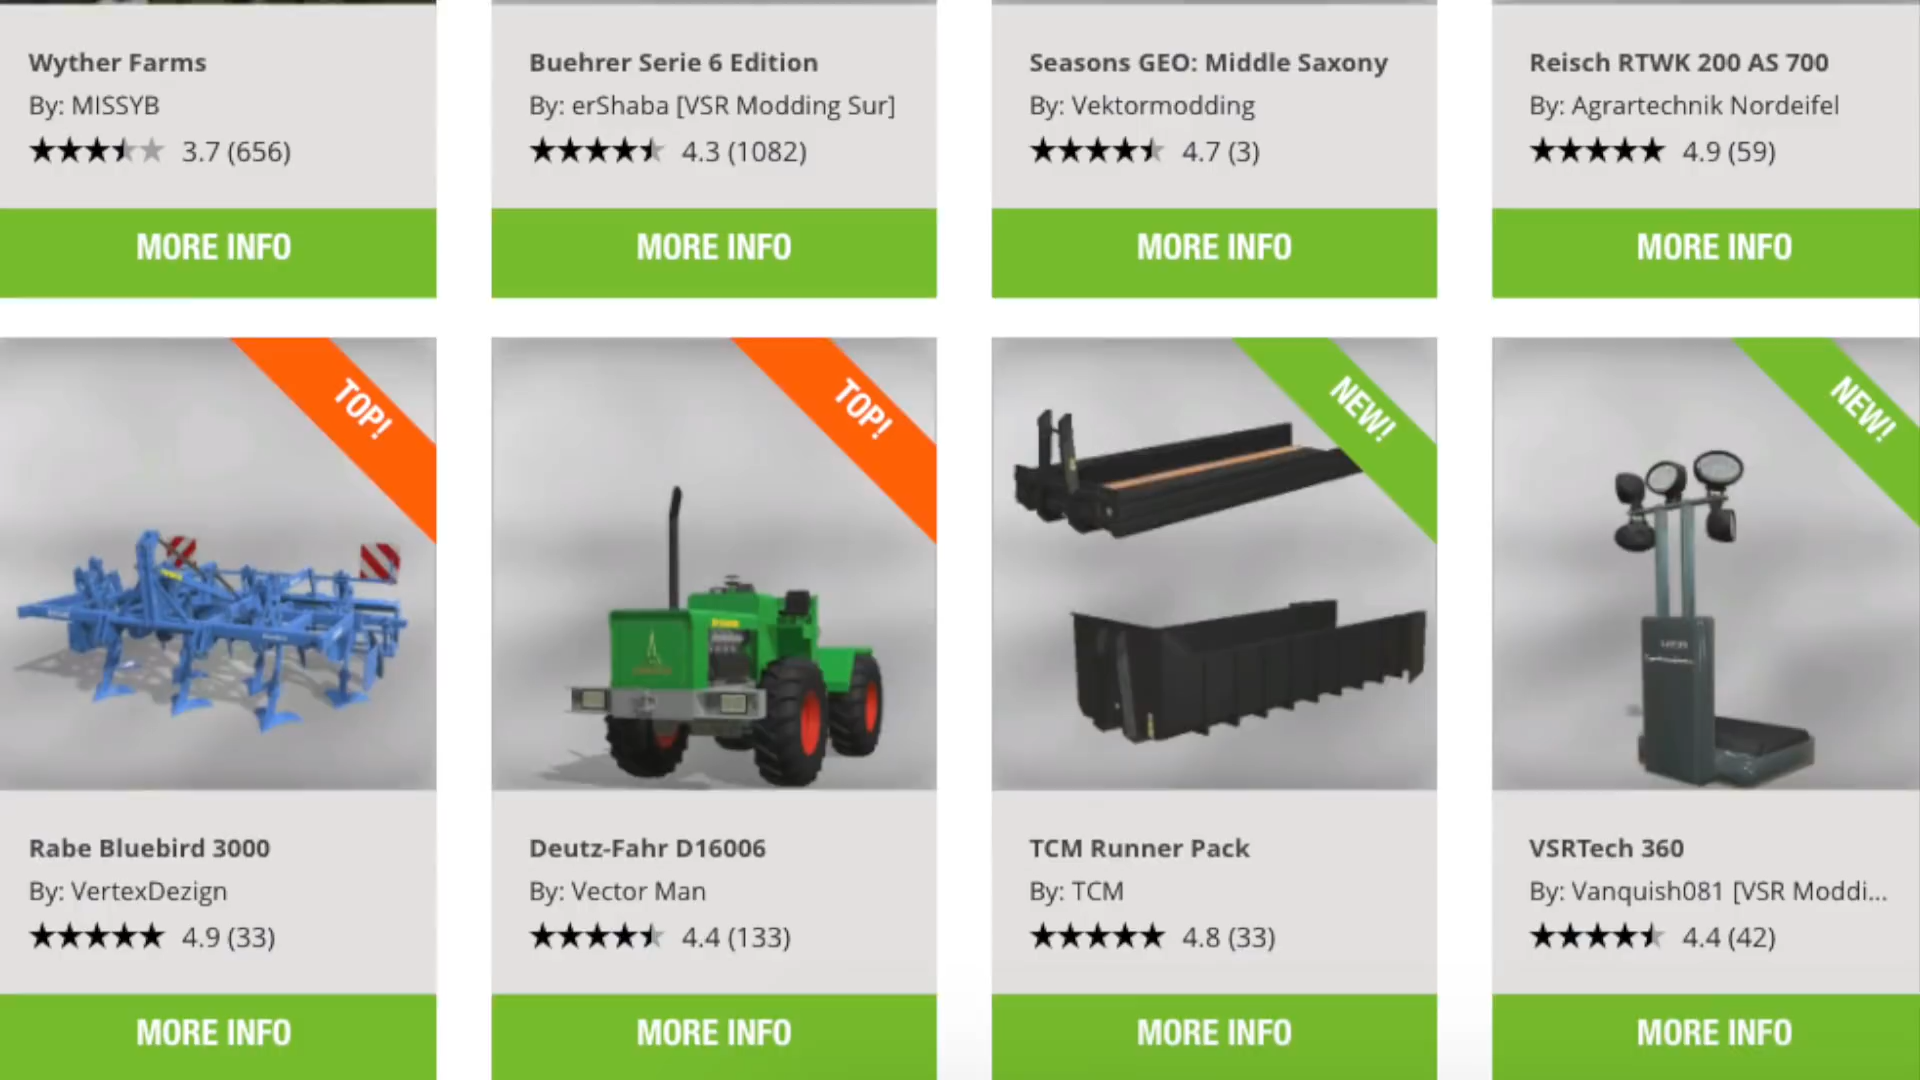 Wyther Farms
By: MISSYB
3.7 (656)
MORE INFO
Buehrer Serie 6 Edition
By: erShaba [VSR Modding Sur]
4.3 (1082)
MORE INFO
Seasons GEO: Middle Saxony
By: Vektormodding
4.7 (3)
MORE INFO
Reisch RTWK 200 AS 700
By: Agrartechnik Nordeifel
4.9 (59)
MORE INFO
TOP!
Rabe Bluebird 3000
By: VertexDezign
4.9 (33)
MORE INFO
TOP!
Deutz-Fahr D16006
By: Vector Man
4.4 (133)
MORE INFO
NEW!
TCM Runner Pack
By: TCM
4.8 (33)
MORE INFO
NEW!
VSRTech 360
By: Vanquish081 [VSR Moddi...
4.4 (42)
MORE INFO